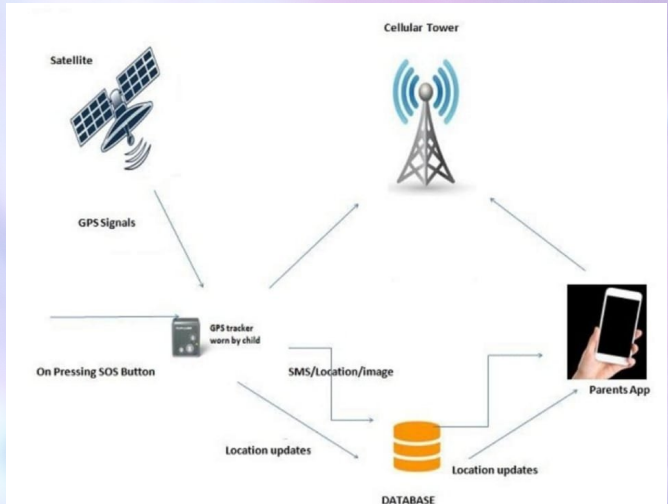 Cellular Tower
Satellite
GPS Signals
GPS tracker
worn by child
On Pressing SOS Button
SMS/Location/image
Parents App
Location updates
Location updates
DATABASE